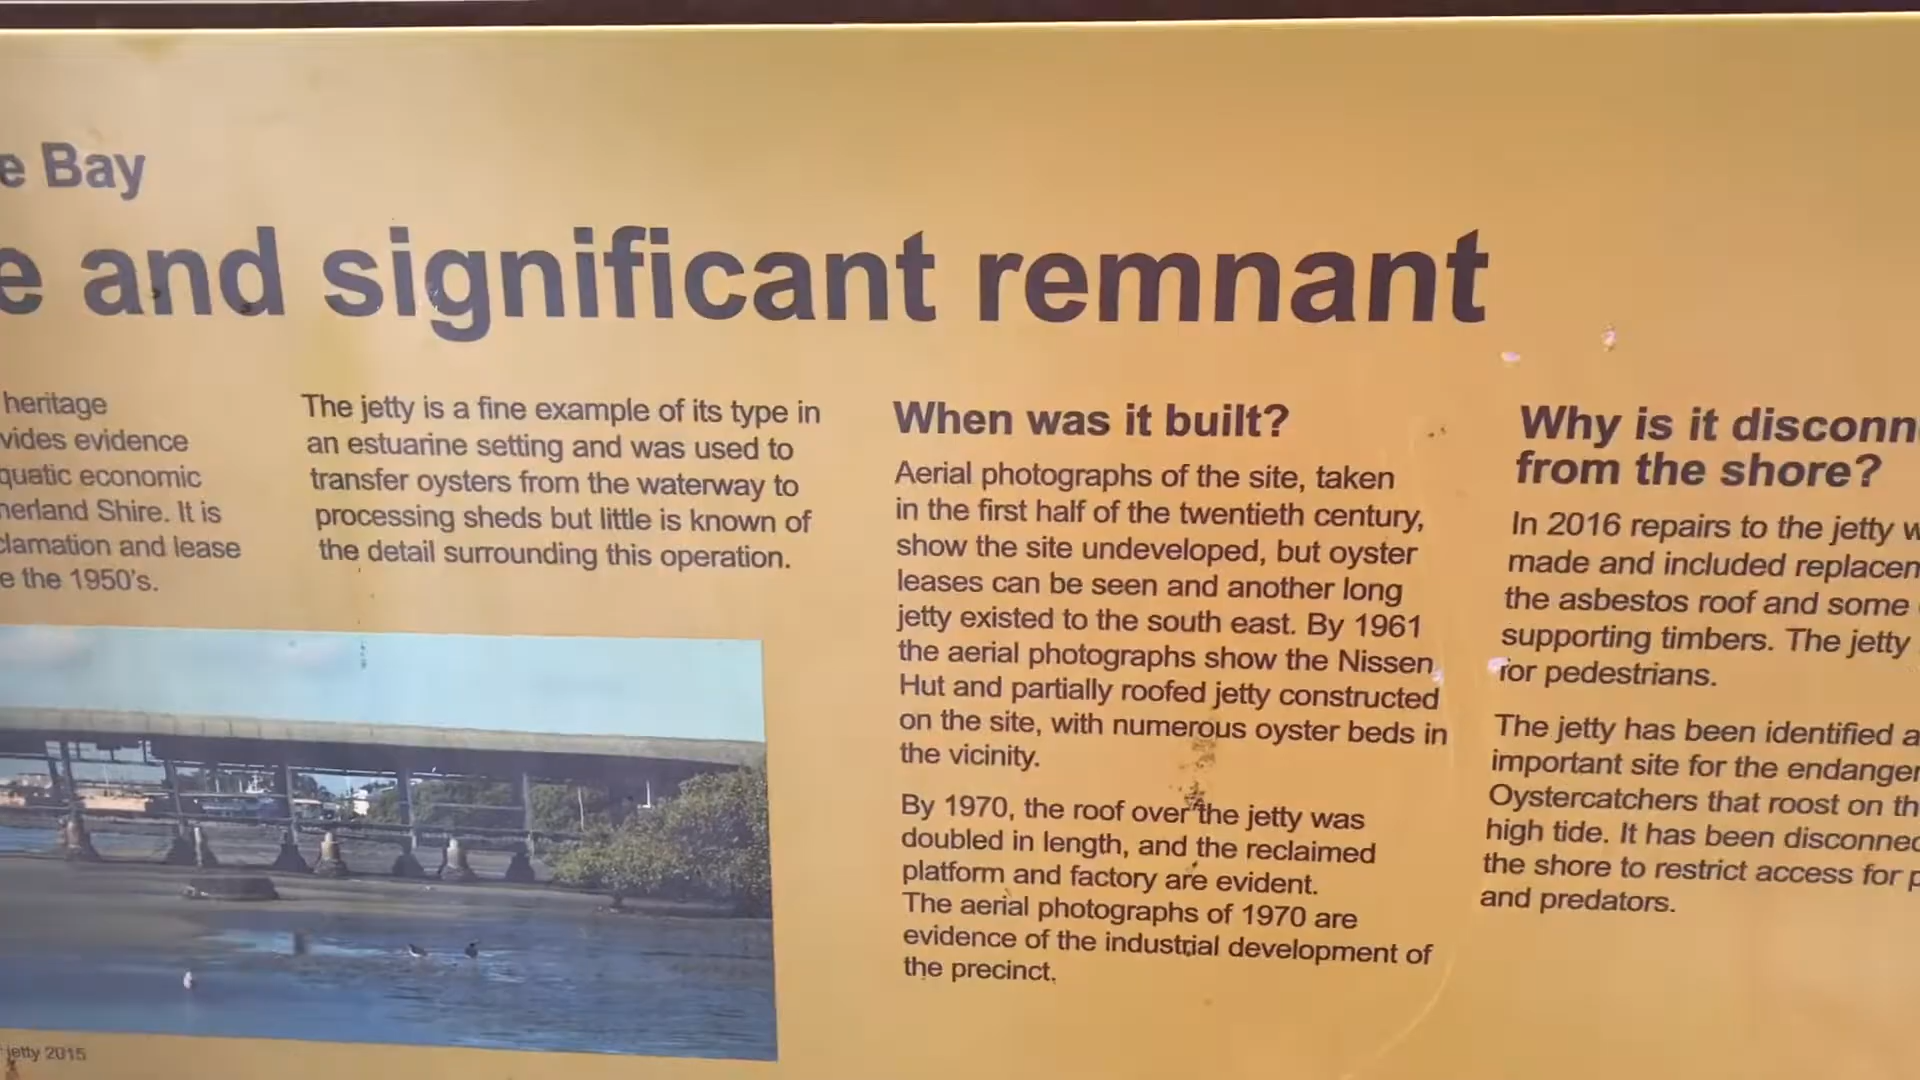 Bay
and significant remnant
heritage
evidence
economic
Shire. It is
and lease
the 1950's.
The jetty is a fine example of its type in
an estuarine setting and was used to
transfer oysters from the waterway to
processing sheds but little is known of
the detail surrounding this operation.
jetty 2015
When was it built?
Aerial photographs of the site, taken
in the first half of the twentieth century,
show the site undeveloped, but oyster
leases can be seen and another long
jetty existed to the south east. By 1961
the aerial photographs show the Nissen
Hut and partially roofed jetty constructed
on the site, with numerous oyster beds in
the vicinity.
By 1970, the roof over the jetty was
doubled in length, and the reclaimed
platform and factory are evident.
The aerial photographs of 1970 are
evidence of the industrial development of
the precinct.
Why is it
from the shore?
In 2016 repairs to the jetty
made and included
the asbestos roof and some
supporting timbers. The jetty
for pedestrians.
The jetty has been identified
important site for the
Oystercatchers that roost on
high tide. It has been
the shore to restrict access for
and predators.